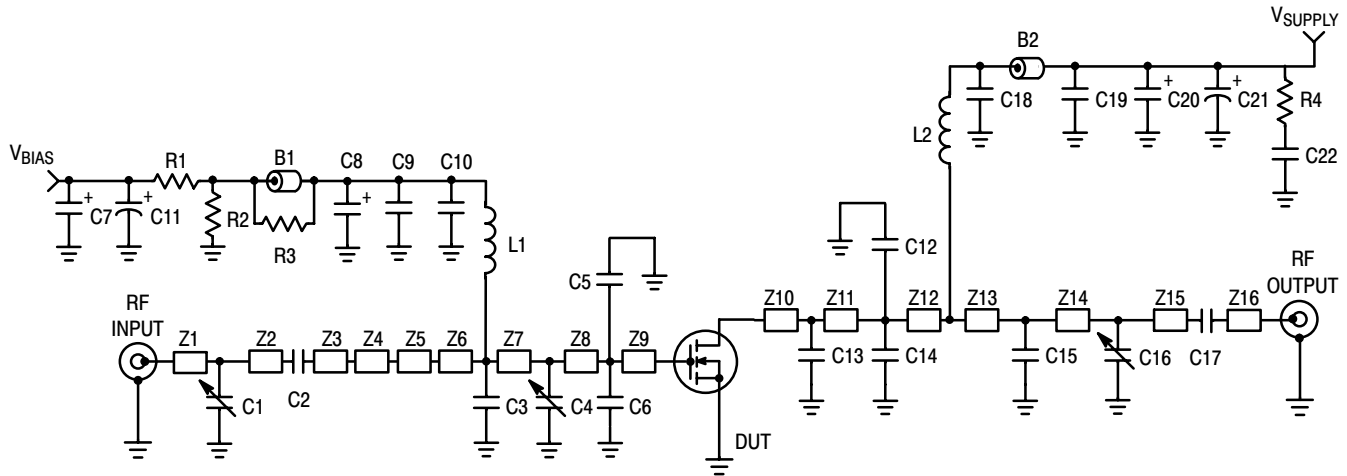 VSUPPLY
B2
C18
C19
+
C20
+
C21
R4
L2
C22
VBIAS
R1
B1
C8
C9
C10
+
C7
+
C11
R2
R3
+
L1
C5
C12
RF
INPUT
Z1
Z2
Z3
Z4
Z5
Z6
Z7
Z8
Z9
Z10
Z11
Z12
Z13
Z14
Z15
Z16
RF
OUTPUT
C1
C2
C3
C4
C6
DUT
C13
C14
C15
C16
C17